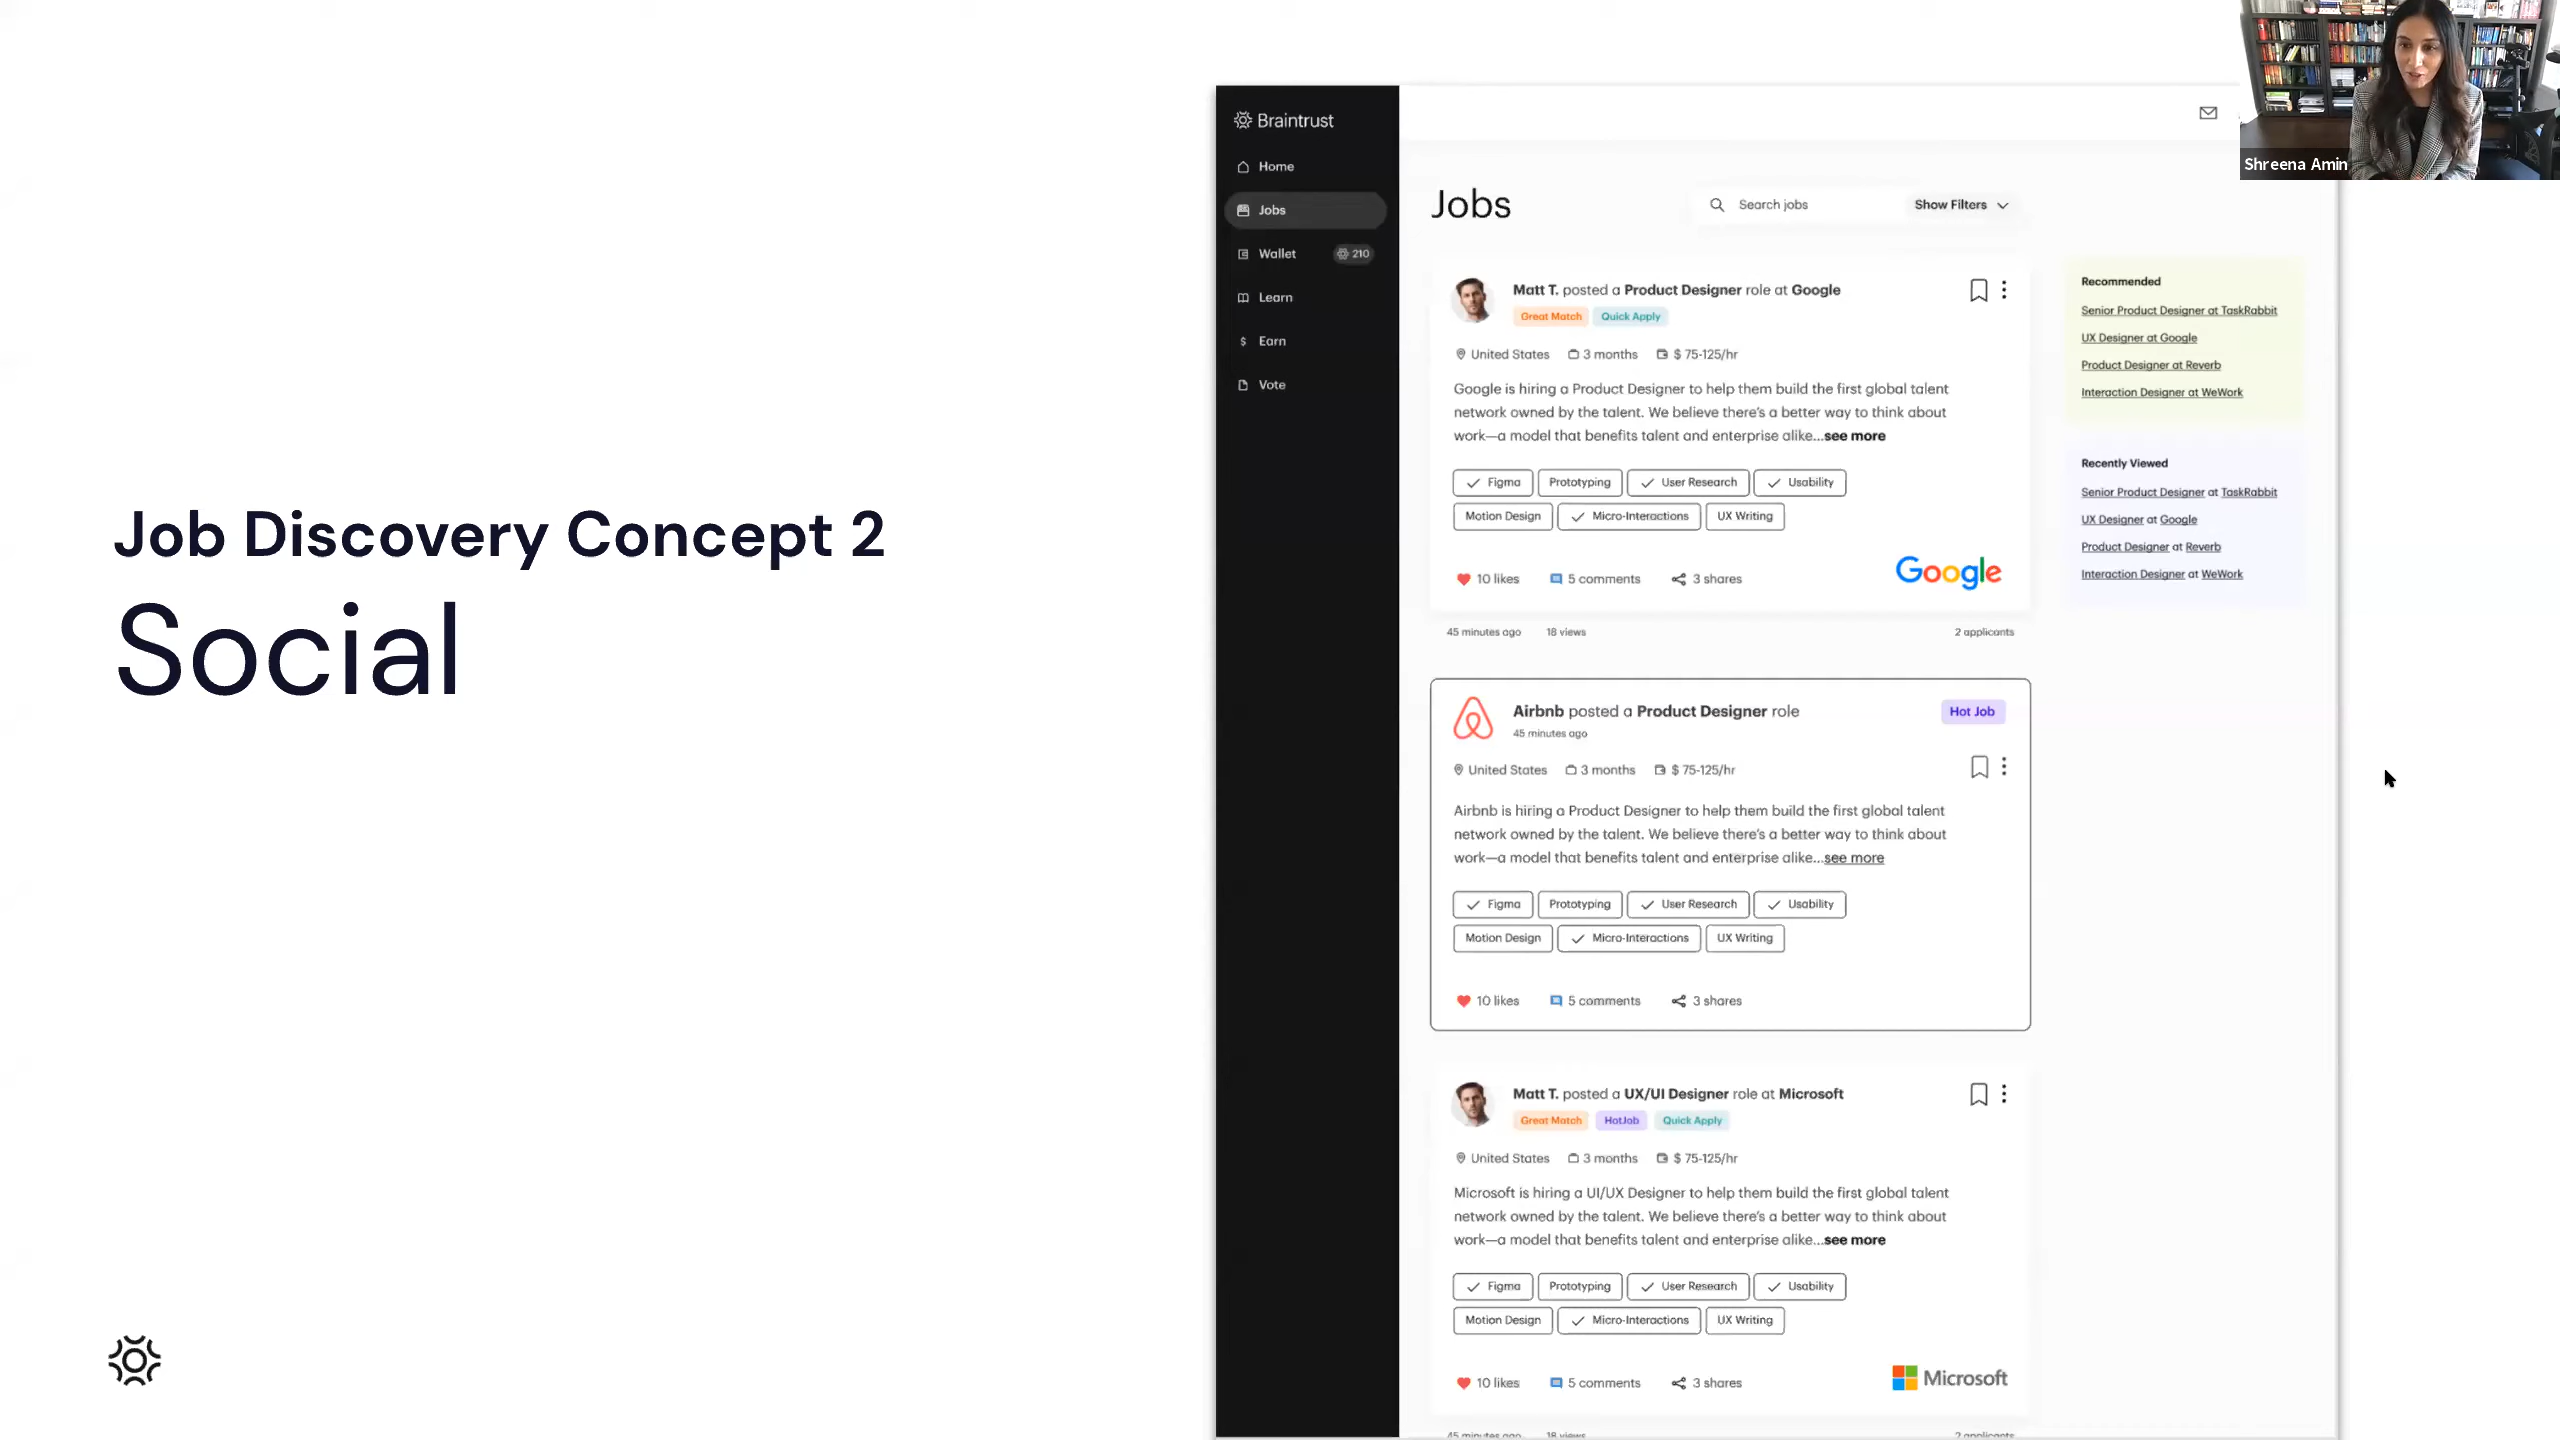 Job Discovery Concept 2
Social
Braintrust
Home
Jobs
Wallet 210
Learn
Earn
Vote
Shreena Amin
Jobs
Search jobs
Show Filters
Matt T. posted a Product Designer role at Google
Great Match Quick Apply
United States 3 months $ 75-125/hr
Google is hiring a Product Designer to help them build the first global talent
network owned by the talent. We believe there's a better way to think about
work—a model that benefits talent and enterprise alike...see more
Figma Prototyping User Research Usability
Motion Design Micro-Interactions UX Writing
10 likes 5 comments 3 shares
Google
45 minutes ago 18 views 2 applicants
Airbnb posted a Product Designer role
Hot Job
45 minutes ago
United States 3 months $ 75-125/hr
Airbnb is hiring a Product Designer to help them build the first global talent
network owned by the talent. We believe there's a better way to think about
work—a model that benefits talent and enterprise alike...see more
Figma Prototyping User Research Usability
Motion Design Micro-Interactions UX Writing
10 likes 5 comments 3 shares
Matt T. posted a UX/UI Designer role at Microsoft
Great Match HotJob Quick Apply
United States 3 months $ 75-125/hr
Microsoft is hiring a UI/UX Designer to help them build the first global talent
network owned by the talent. We believe there's a better way to think about
work—a model that benefits talent and enterprise alike...see more
Figma Prototyping User Research Usability
Motion Design Micro-Interactions UX Writing
10 likes 5 comments 3 shares
Microsoft
45 minutes ago 18 views 2 applicants
Recommended
Senior Product Designer at TaskRabbit
UX Designer at Google
Product Designer at Reverb
Interaction Designer at WeWork
Recently Viewed
Senior Product Designer at TaskRabbit
UX Designer at Google
Product Designer at Reverb
Interaction Designer at WeWork